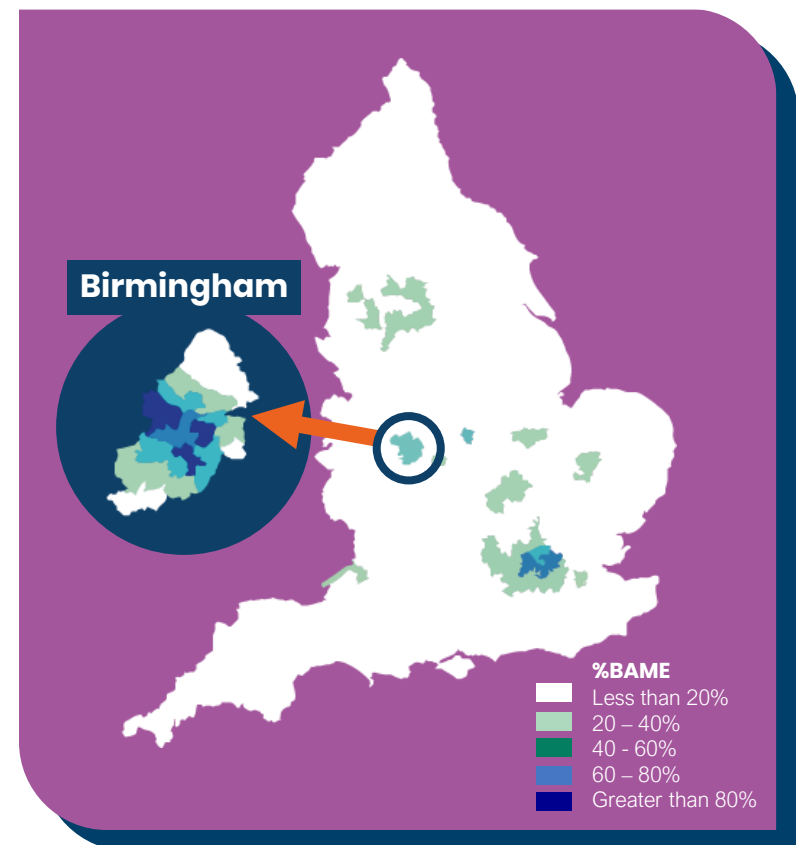 Birmingham
%BAME
Less than 20%
20 – 40%
40 - 60%
60 – 80%
Greater than 80%